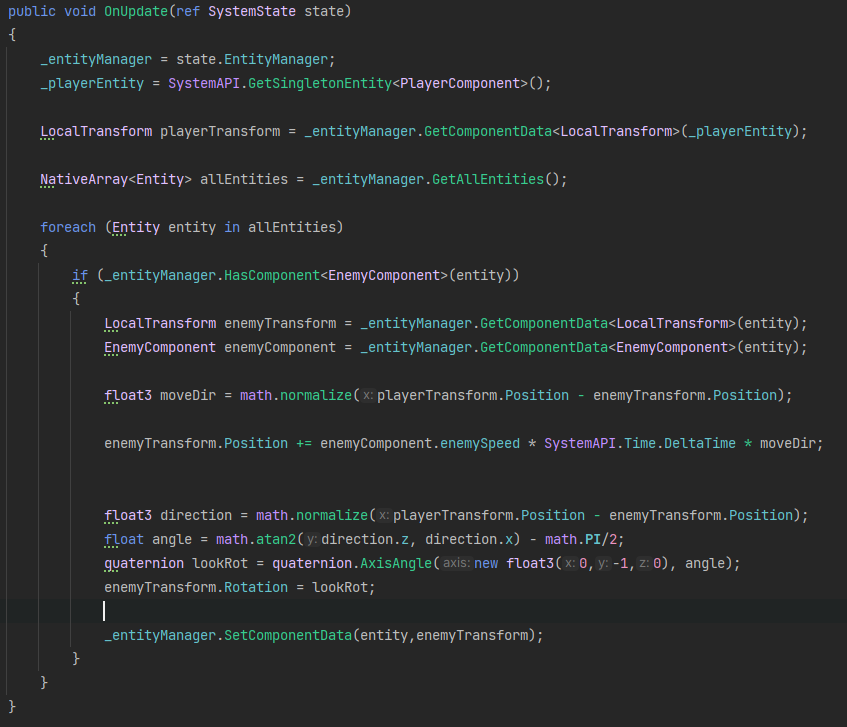 public void OnUpdate(ref SystemState state)
{
_entityManager = state.EntityManager;
_playerEntity = SystemAPI.GetSingletonEntity<PlayerComponent>();
LocalTransform playerTransform = _entityManager.GetComponentData<LocalTransform>(_playerEntity);
NativeArray<Entity> allEntities = _entityManager.GetAllEntities();
foreach (Entity entity in allEntities)
{
if (_entityManager.HasComponent<EnemyComponent>(entity))
{
LocalTransform enemyTransform = _entityManager.GetComponentData<LocalTransform>(entity);
EnemyComponent enemyComponent = _entityManager.GetComponentData<EnemyComponent>(entity);
float3 moveDir = math.normalize(x:playerTransform.Position - enemyTransform.Position);
enemyTransform.Position += enemyComponent.enemySpeed * SystemAPI.Time.DeltaTime * moveDir;
float3 direction = math.normalize(x:playerTransform.Position - enemyTransform.Position);
float angle = math.atan2(y:direction.z, direction.x) - math.PI/2;
quaternion lookRot = quaternion.AxisAngle(axis:new float3(x:0,y:-1,z:0), angle);
enemyTransform.Rotation = lookRot;
_entityManager.SetComponentData(entity,enemyTransform);
}
}
}